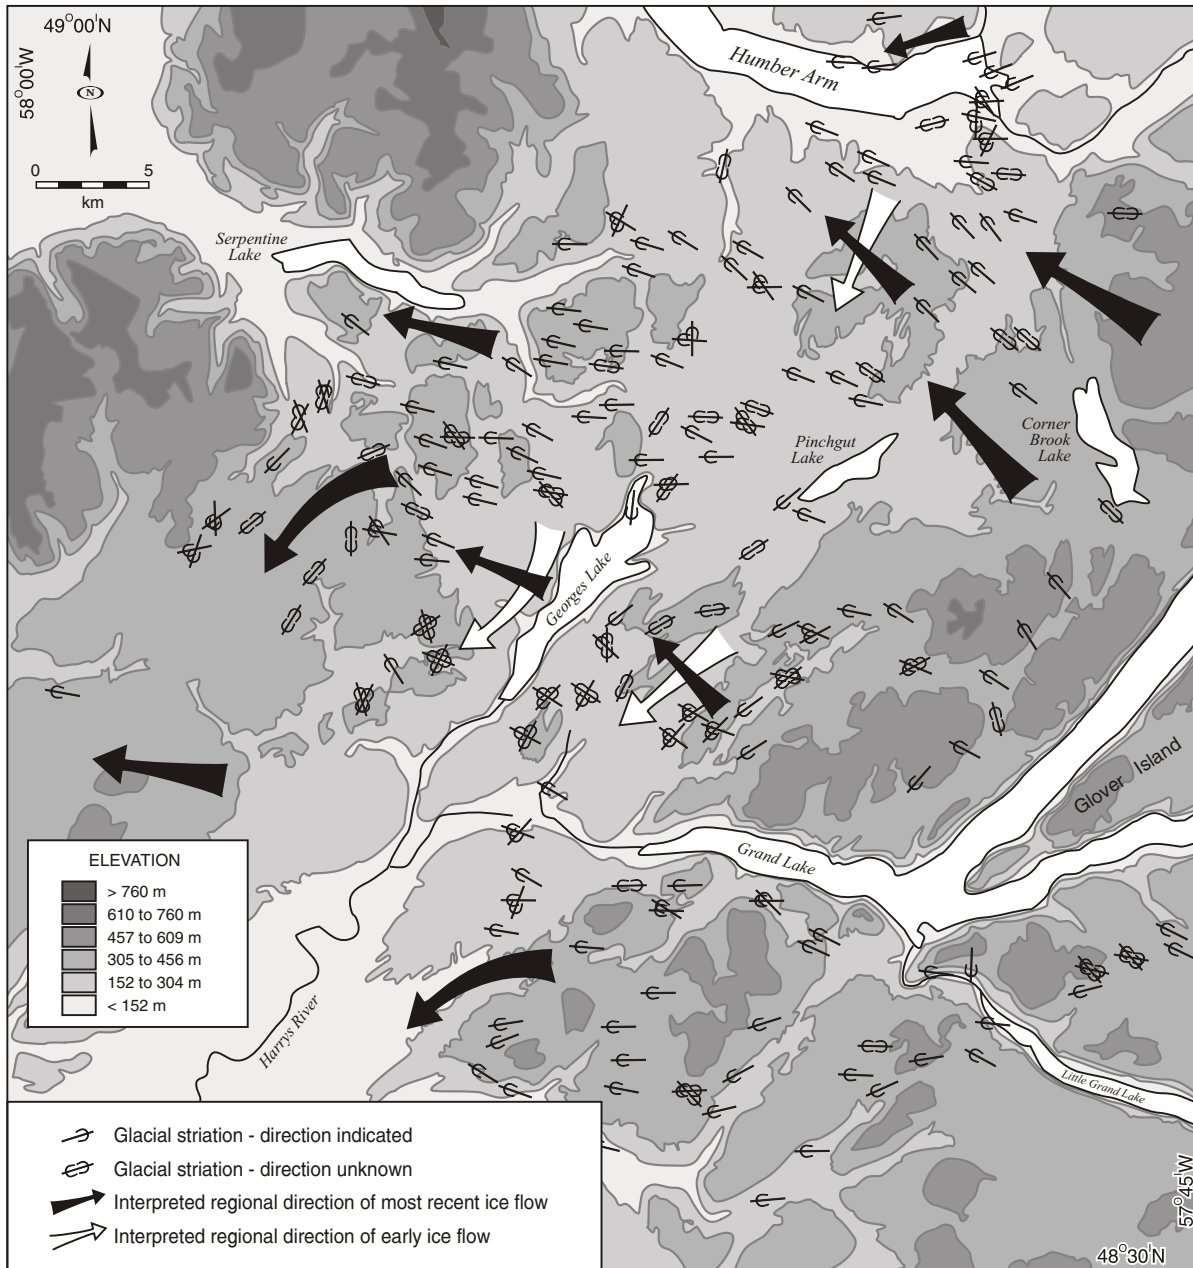 49°00'N
58°00'W
N
0 5
km
Humber Arm
Serpentine
Lake
Corner
Brook
Lake
Pinchgut
Lake
Georges Lake
Glover Island
Grand Lake
Harrys River
Little Grand Lake
ELEVATION
> 760 m
610 to 760 m
457 to 609 m
305 to 456 m
152 to 304 m
< 152 m
Glacial striation - direction indicated
Glacial striation - direction unknown
Interpreted regional direction of most recent ice flow
Interpreted regional direction of early ice flow
57°45'W
48°30'N